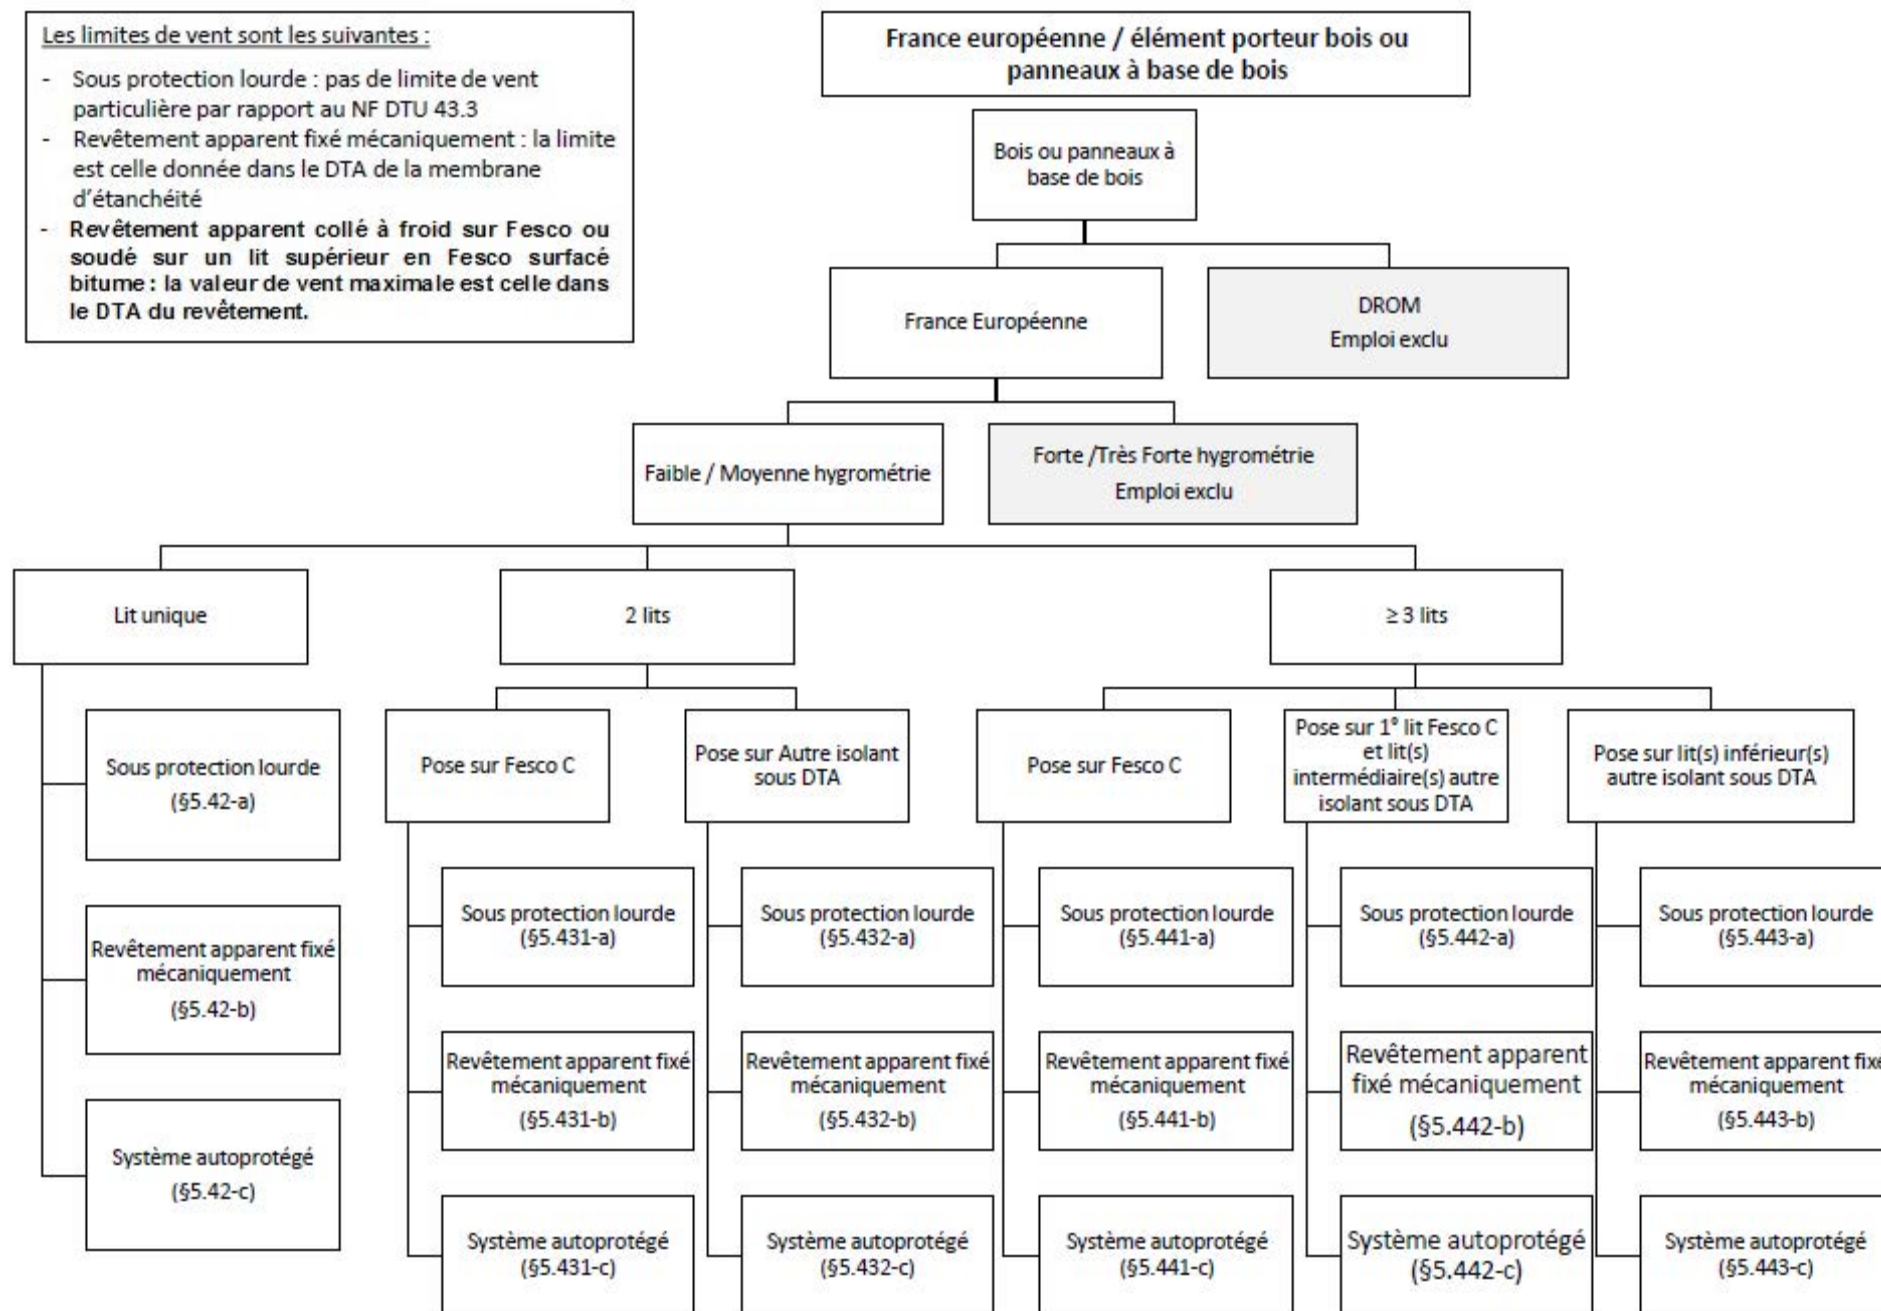 Les limites de vent sont les suivantes :
- Sous protection lourde : pas de limite de vent
particulière par rapport au NF DTU 43.3
- Revêtement apparent fixé mécaniquement : la limite
est celle donnée dans le DTA de la membrane
d'étanchéité
- Revêtement apparent collé à froid sur Fesco ou
soudé sur un lit supérieur en Fesco surfacé
bitume : la valeur de vent maximale est celle dans
le DTA du revêtement.
France européenne / élément porteur bois ou
panneaux à base de bois
Bois ou panneaux à
base de bois
France Européenne
DROM
Emploi exclu
Faible / Moyenne hygrométrie
Forte /Très Forte hygrométrie
Emploi exclu
Lit unique
2 lits
≥ 3 lits
Sous protection lourde
(§5.42-a)
Revêtement apparent fixé
mécaniquement
(§5.42-b)
Système autoprotégé
(§5.42-c)
Pose sur Fesco C
Sous protection lourde
(§5.431-a)
Revêtement apparent fixé
mécaniquement
(§5.431-b)
Système autoprotégé
(§5.431-c)
Pose sur Autre isolant
sous DTA
Sous protection lourde
(§5.432-a)
Revêtement apparent fixé
mécaniquement
(§5.432-b)
Système autoprotégé
(§5.432-c)
Pose sur Fesco C
Sous protection lourde
(§5.441-a)
Revêtement apparent fixé
mécaniquement
(§5.441-b)
Système autoprotégé
(§5.441-c)
Pose sur 1° lit Fesco C
et lit(s)
intermédiaire(s) autre
isolant sous DTA
Sous protection lourde
(§5.442-a)
Revêtement apparent
fixé mécaniquement
(§5.442-b)
Système autoprotégé
(§5.442-c)
Pose sur lit(s) inférieur(s)
autre isolant sous DTA
Sous protection lourde
(§5.443-a)
Revêtement apparent fixé
mécaniquement
(§5.443-b)
Système autoprotégé
(§5.443-c)